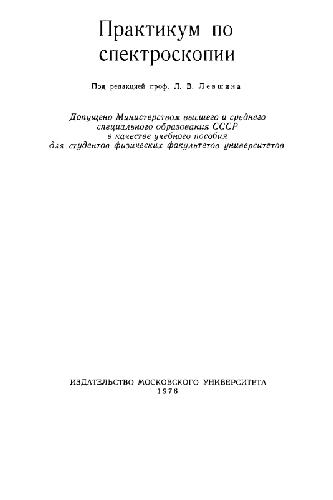 Практикум по
спектроскопии
Под редакцией проф. Л. В. Левшина
Допущено Министерством высшего и среднего
специального образования СССР
в качестве учебного пособия
для студентов физических факультетов университетов
ИЗДАТЕЛЬСТВО МОСКОВСКОГО УНИВЕРСИТЕТА
1976